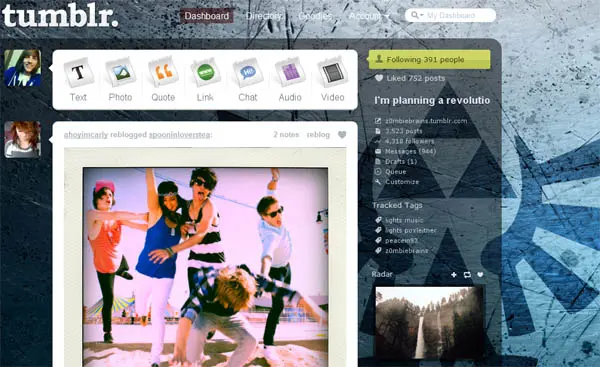 tumblr.
Dashboard Directory Goodies Account
My Dashboard
Following 391 people
Text Photo Quote Link Chat Audio Video
Liked 752 posts
I'm planning a revolutio
z0mbiebrains.tumblr.com
3,523 posts
4,318 followers
Messages (944)
Drafts (1)
Queue
Customize
ahoyimcarly reblogged spooninloverstea:
2 notes reblog
Tracked Tags
lights music
lights poxleitner
peacem83
z0mbiebrains
Radar